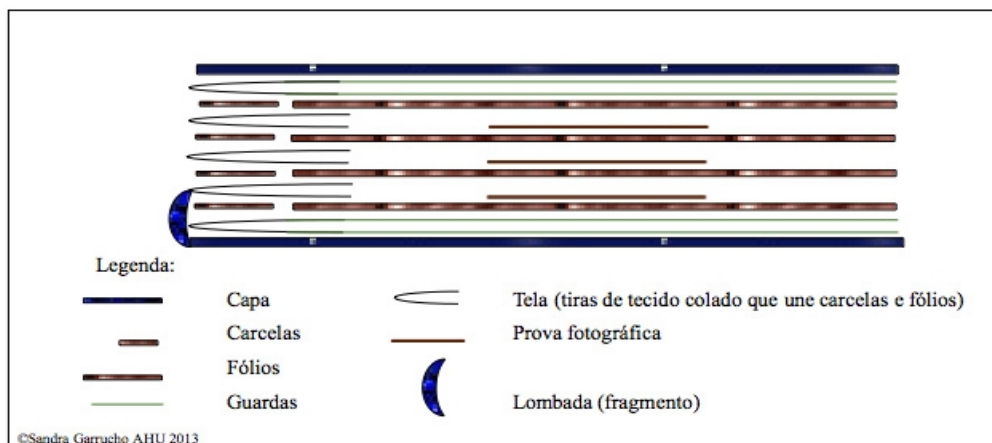 Legenda:
Capa
Tela (tiras de tecido colado que une carcelas e fólios)
Carcelas
Prova fotográfica
Fólios
Guardas
Lombada (fragmento)
©Sandra Garrucho AHU 2013